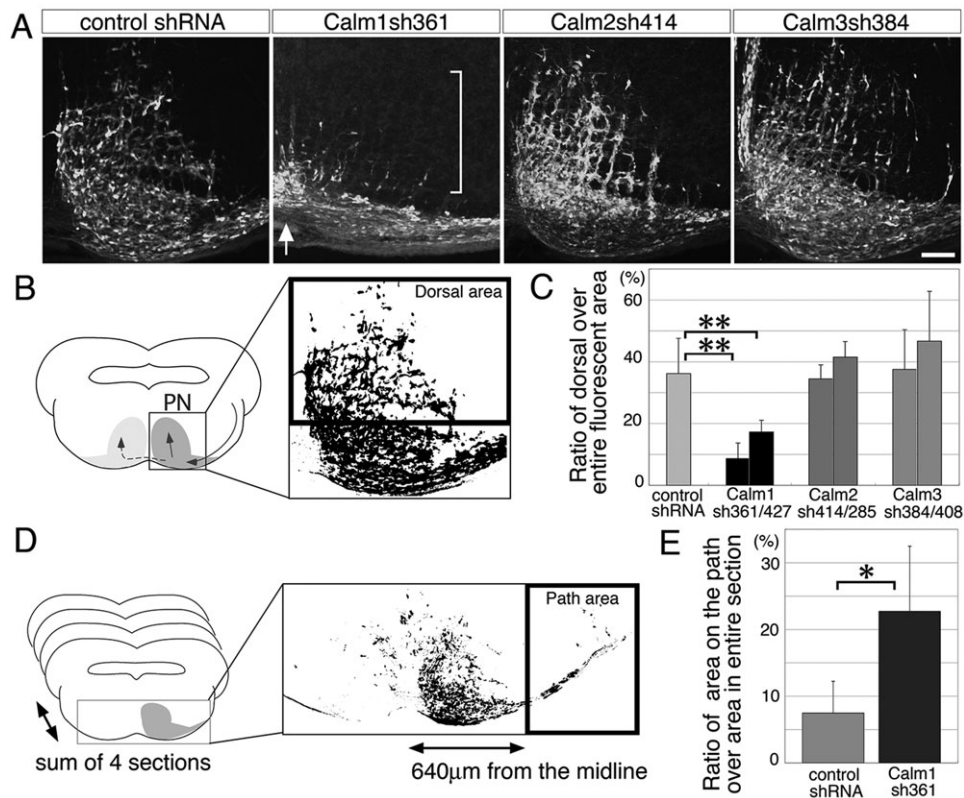 A
control shRNA
Calm1sh361
Calm2sh414
Calm3sh384
B
PN
Dorsal area
C
(%)
60
40
20
0
Ratio of dorsal over
entire fluorescent area
**
**
control
shRNA
Calm1
sh361/427
Calm2
sh414/285
Calm3
sh384/408
D
sum of 4 sections
Path area
640μm from the midline
E
(%)
30
20
10
0
Ratio of area on the path
over area in entire section
*
control
shRNA
Calm1
sh361